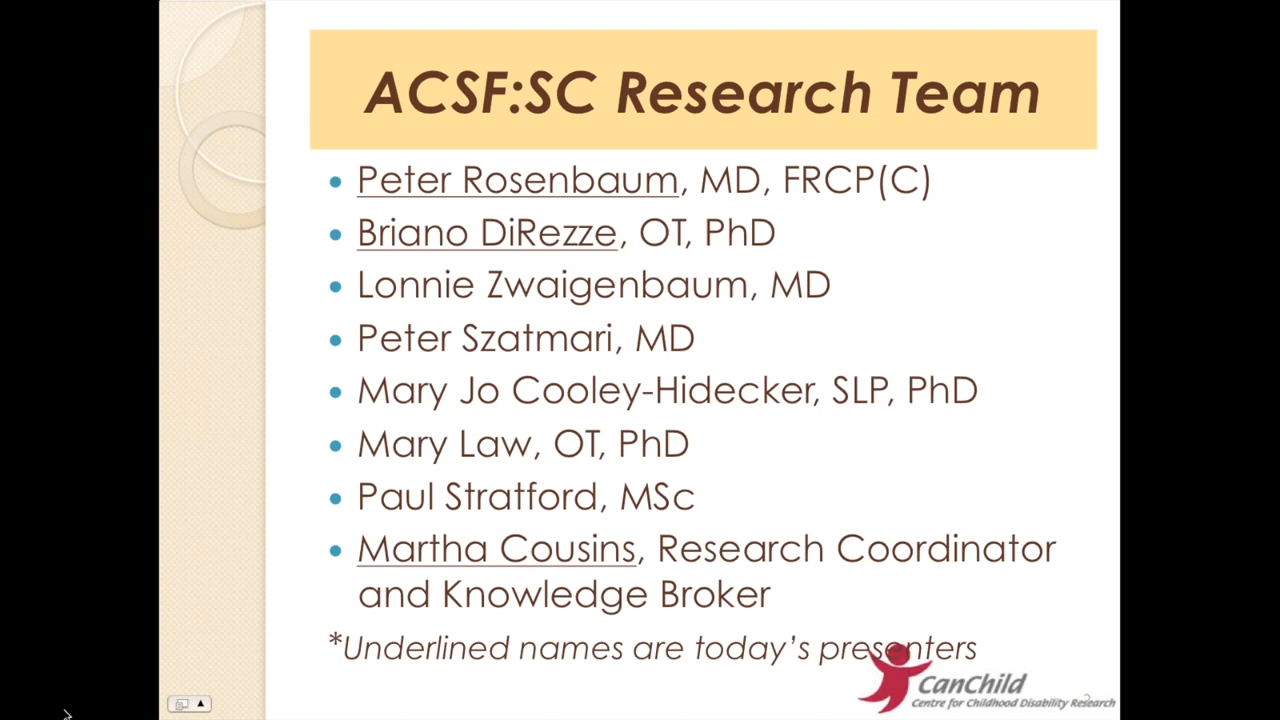 ACSF:SC Research Team
• Peter Rosenbaum, MD, FRCP(C)
• Briano DiRezze, OT, PhD
• Lonnie Zwaigenbaum, MD
• Peter Szatmari, MD
• Mary Jo Cooley-Hidecker, SLP, PhD
• Mary Law, OT, PhD
• Paul Stratford, MSc
• Martha Cousins, Research Coordinator
and Knowledge Broker
*Underlined names are today's presenters
CanChild
Centre for Childhood Disability Research
2